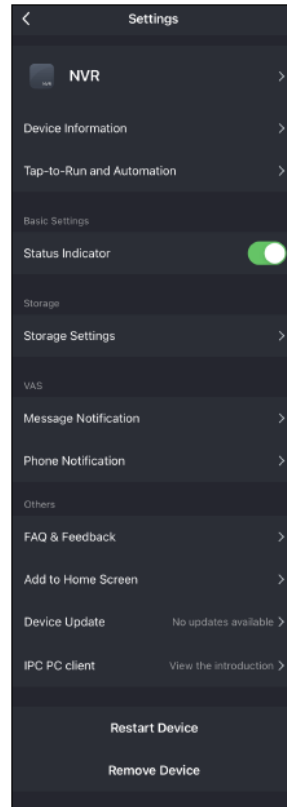 Settings
NVR
Device Information
Tap-to-Run and Automation
Basic Settings
Status Indicator
Storage
Storage Settings
VAS
Message Notification
Phone Notification
Others
FAQ & Feedback
Add to Home Screen
Device Update No updates available
IPC PC client View the introduction
Restart Device
Remove Device